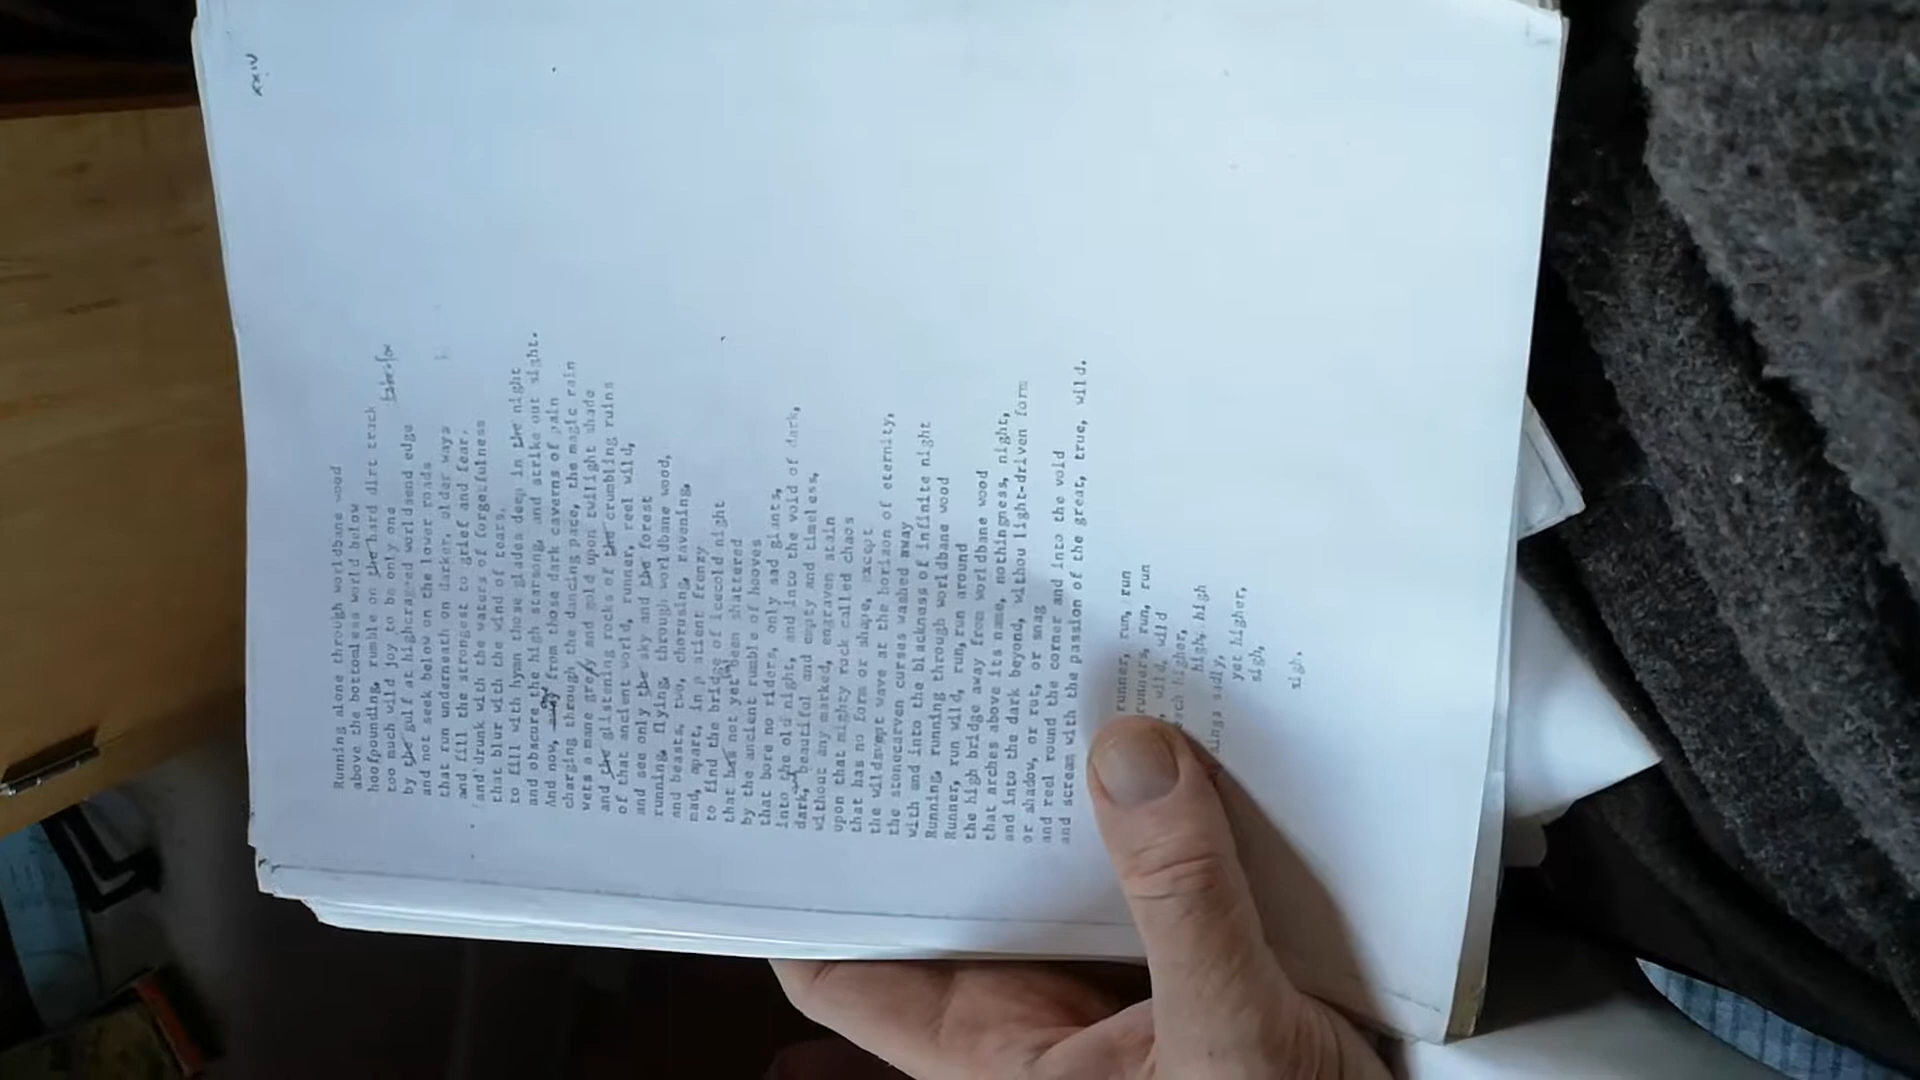 xxiv
Running alone through worldbane wood
above the bottomless world below
hoofpounding, rumble on the hard dirt track
too much wild joy to be only one
by the gulf at highcragged worldsend edge
and not seek below on the lower roads
that run underneath on darker, older ways
and fill the strongest to grief and fear,
and drunk with the waters of forgetfulness
that blur with the wind of tears,
to fill with hymn those glades deep in the night
and obscure the high starsong, and strike out sight.
And now, from those dark caverns of pain
charging through, the dancing pace, the magic rain
wets a mane grey and gold upon twilight shade
and the glistening rocks of the crumbling ruins
of that ancient world, runner, reel wild,
and see only the sky and the forest
running, flying, through worldbane wood,
and beasts, two, chorusing, ravening,
mad, apart, in patient frenzy
to find the bridge of icecold night
that has not yet been shattered
by the ancient rumble of hooves
that bore no riders, only sad giants,
into the old night, and into the void of dark,
dark, beautiful and empty and timeless,
without any marked, engraven stain
upon that mighty rock called chaos
that has no form or shape, except
the wildswept wave at the horizon of eternity,
the stonecarven curses washed away
with and into the blackness of infinite night
Running, running through worldbane wood
Runner, run wild, run, run around
the high bridge away from worldbane wood
that arches above its name, nothingness, night,
and into the dark beyond, without light-driven form
or shadow, or rut, or snag
and reel round the corner and into the void
and scream with the passion of the great, true, wild.
runner, run, run
runners, run, run
wild, wild
higher,
high, high
sadly,
yet higher,
sigh,
sigh,